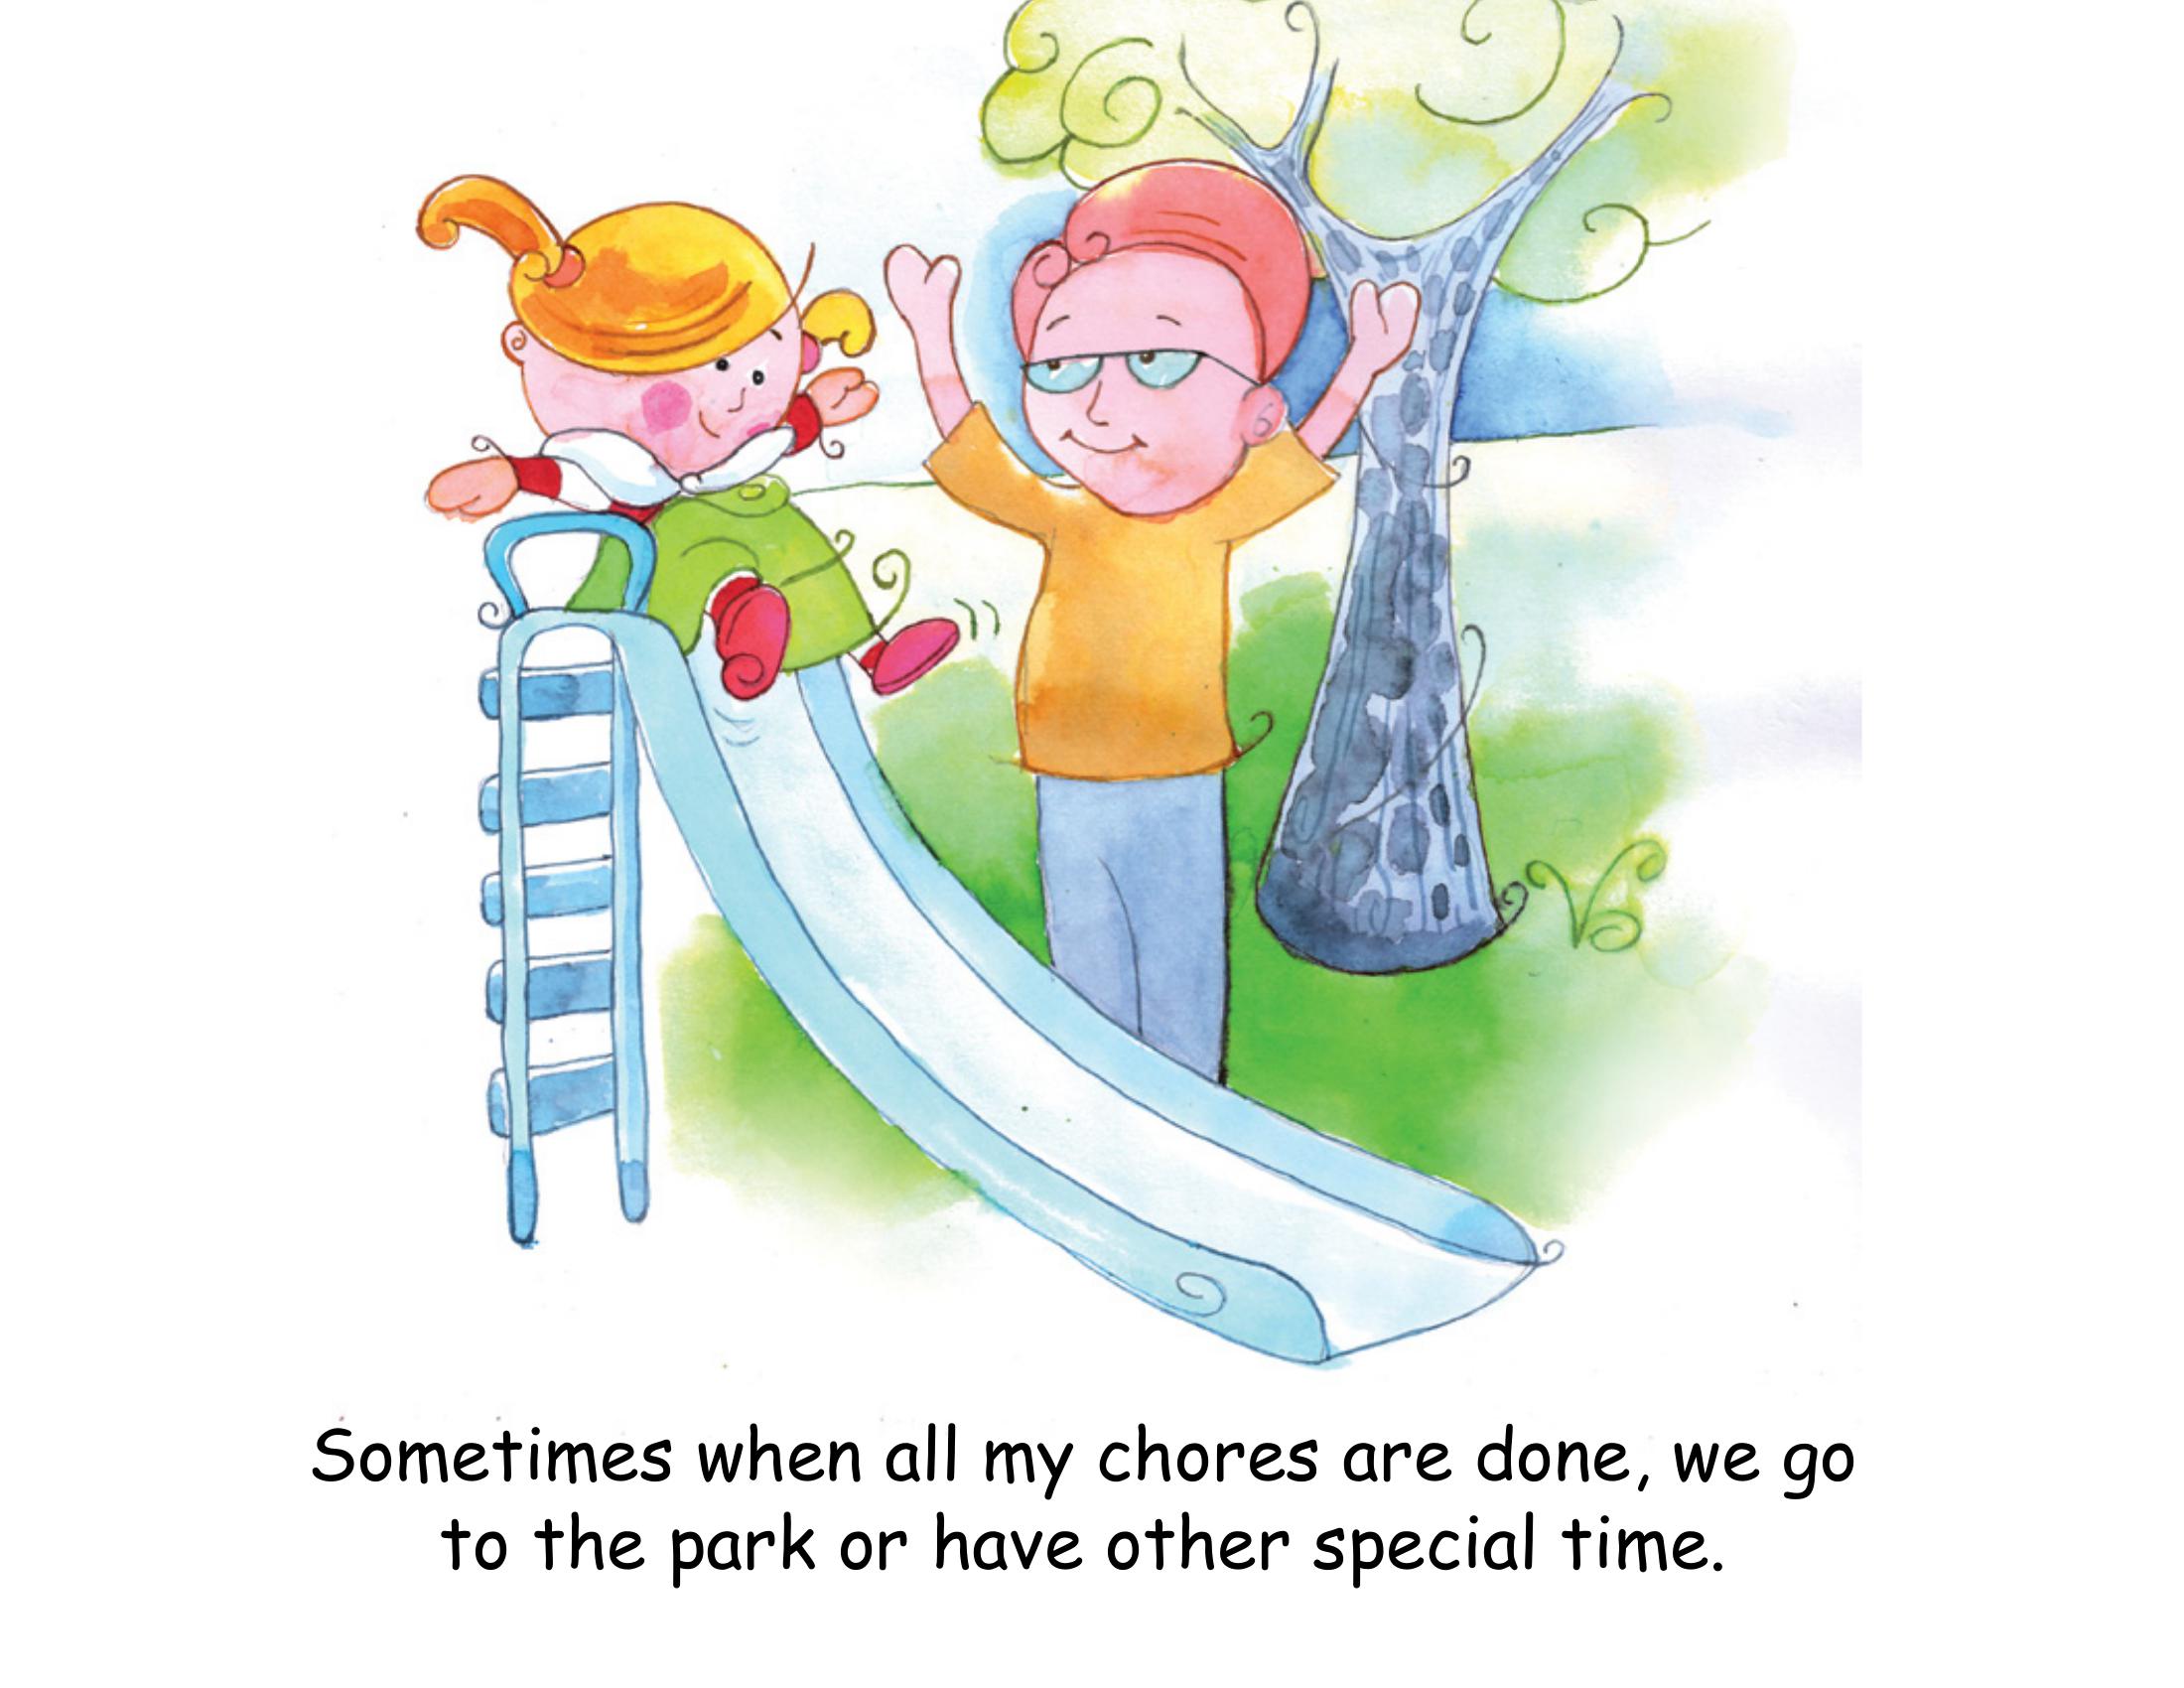 Sometimes when all my chores are done, we go
to the park or have other special time.